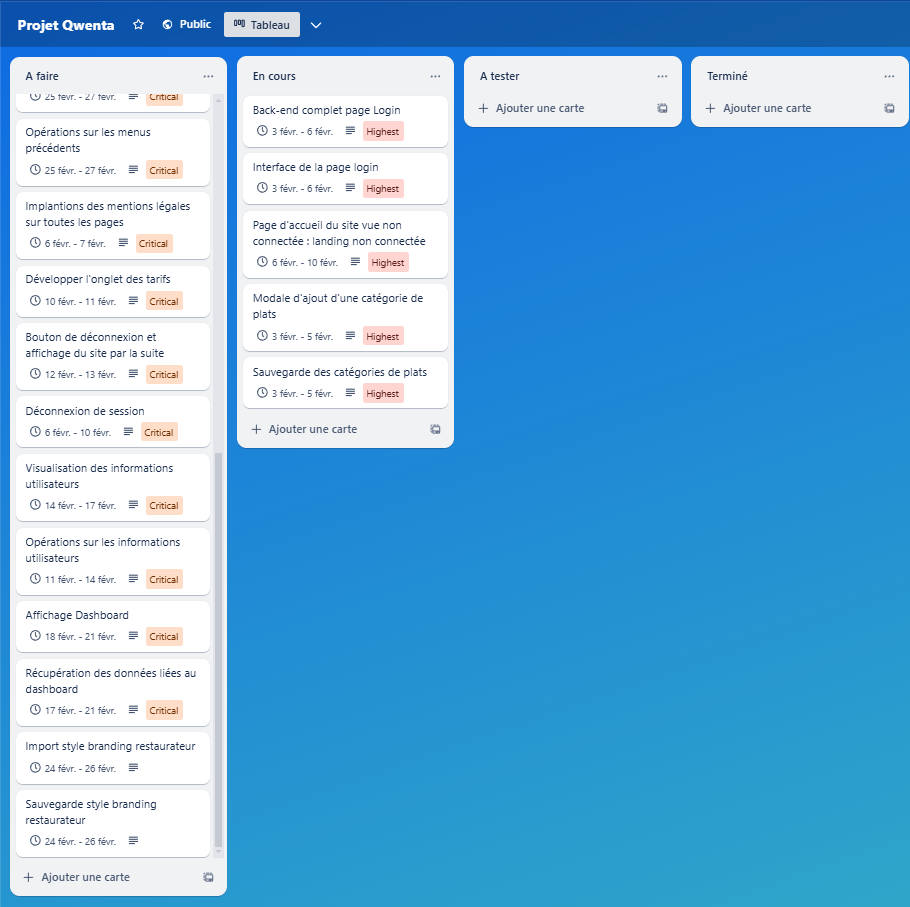 Projet Qwenta
Public
Tableau
A faire
25 févr. - 27 févr.
Critical
Opérations sur les menus
précédents
25 févr. - 27 févr.
Critical
Implantions des mentions légales
sur toutes les pages
6 févr. - 7 févr.
Critical
Développer l'onglet des tarifs
10 févr. - 11 févr.
Critical
Bouton de déconnexion et
affichage du site par la suite
12 févr. - 13 févr.
Critical
Déconnexion de session
6 févr. - 10 févr.
Critical
Visualisation des informations
utilisateurs
14 févr. - 17 févr.
Critical
Opérations sur les informations
utilisateurs
11 févr. - 14 févr.
Critical
Affichage Dashboard
18 févr. - 21 févr.
Critical
Récupération des données liées au
dashboard
17 févr. - 21 févr.
Critical
Import style branding restaurateur
24 févr. - 26 févr.
Sauvegarde style branding
restaurateur
24 févr. - 26 févr.
Ajouter une carte
En cours
Back-end complet page Login
3 févr. - 6 févr.
Highest
Interface de la page login
3 févr. - 6 févr.
Highest
Page d'accueil du site vue non
connectée : landing non connectée
6 févr. - 10 févr.
Highest
Modale d'ajout d'une catégorie de
plats
3 févr. - 5 févr.
Highest
Sauvegarde des catégories de plats
3 févr. - 5 févr.
Highest
Ajouter une carte
A tester
Ajouter une carte
Terminé
Ajouter une carte